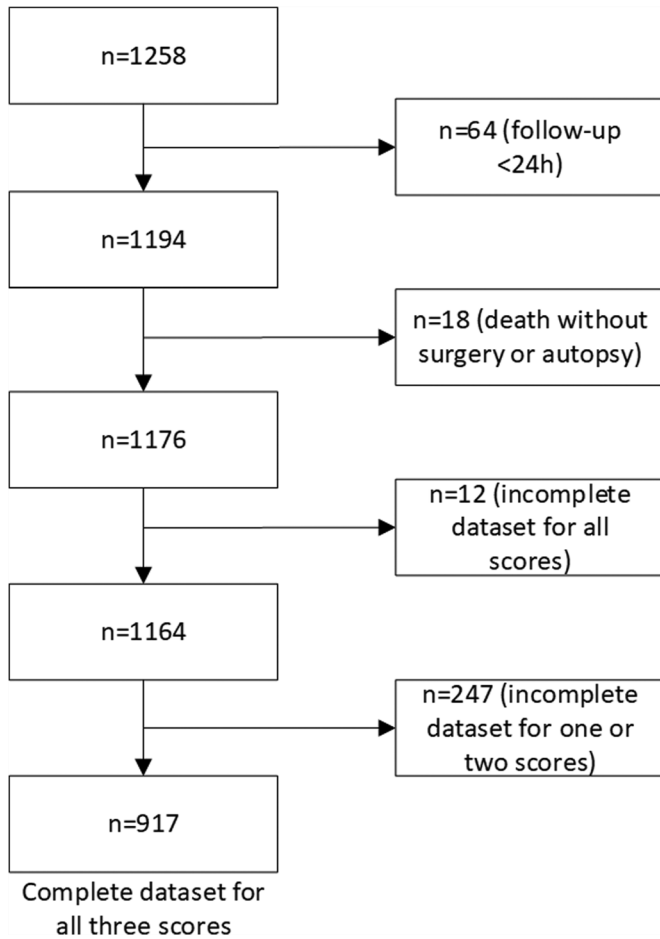 n=1258
n=64 (follow-up
<24h)
n=1194
n=18 (death without
surgery or autopsy)
n=1176
n=12 (incomplete
dataset for all
scores)
n=1164
n=247 (incomplete
dataset for one or
two scores)
n=917
Complete dataset for
all three scores